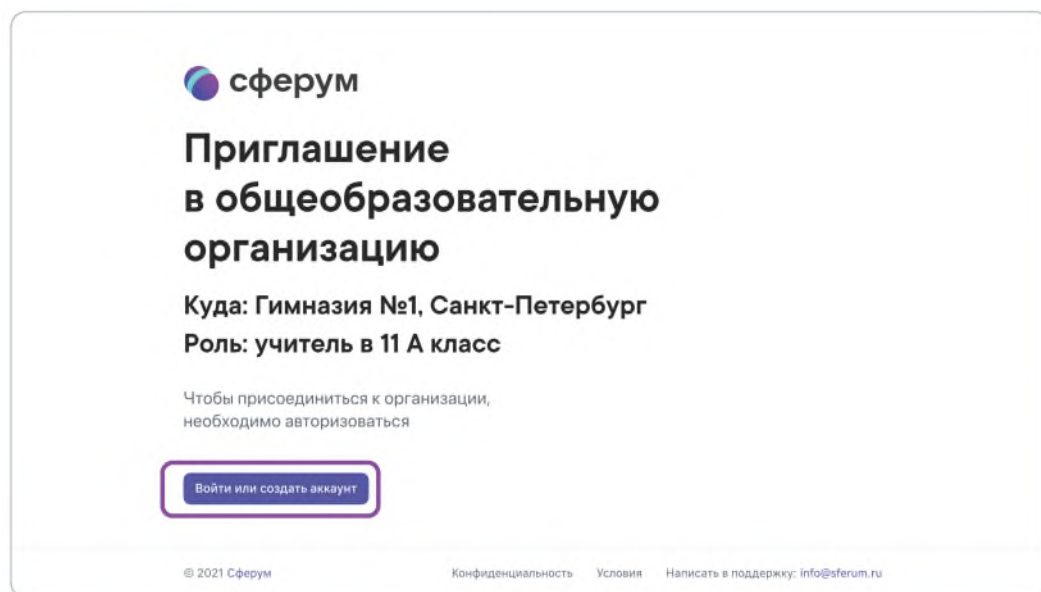 сферум
Приглашение
в общеобразовательную
организацию
Куда: Гимназия №1, Санкт-Петербург
Роль: учитель в 11 А класс
Чтобы присоединиться к организации,
необходимо авторизоваться
Войти или создать аккаунт
© 2021 Сферум Конфиденциальность Условия Написать в поддержку: info@sferum.ru